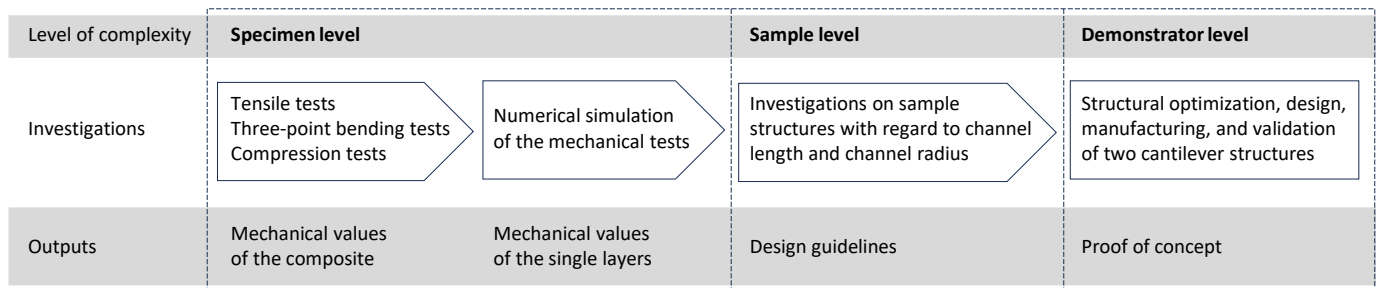 Level of complexity
Specimen level
Sample level
Demonstrator level
Investigations
Tensile tests
Three-point bending tests
Compression tests
Numerical simulation
of the mechanical tests
Investigations on sample
structures with regard to channel
length and channel radius
Structural optimization, design,
manufacturing, and validation
of two cantilever structures
Outputs
Mechanical values
of the composite
Mechanical values
of the single layers
Design guidelines
Proof of concept